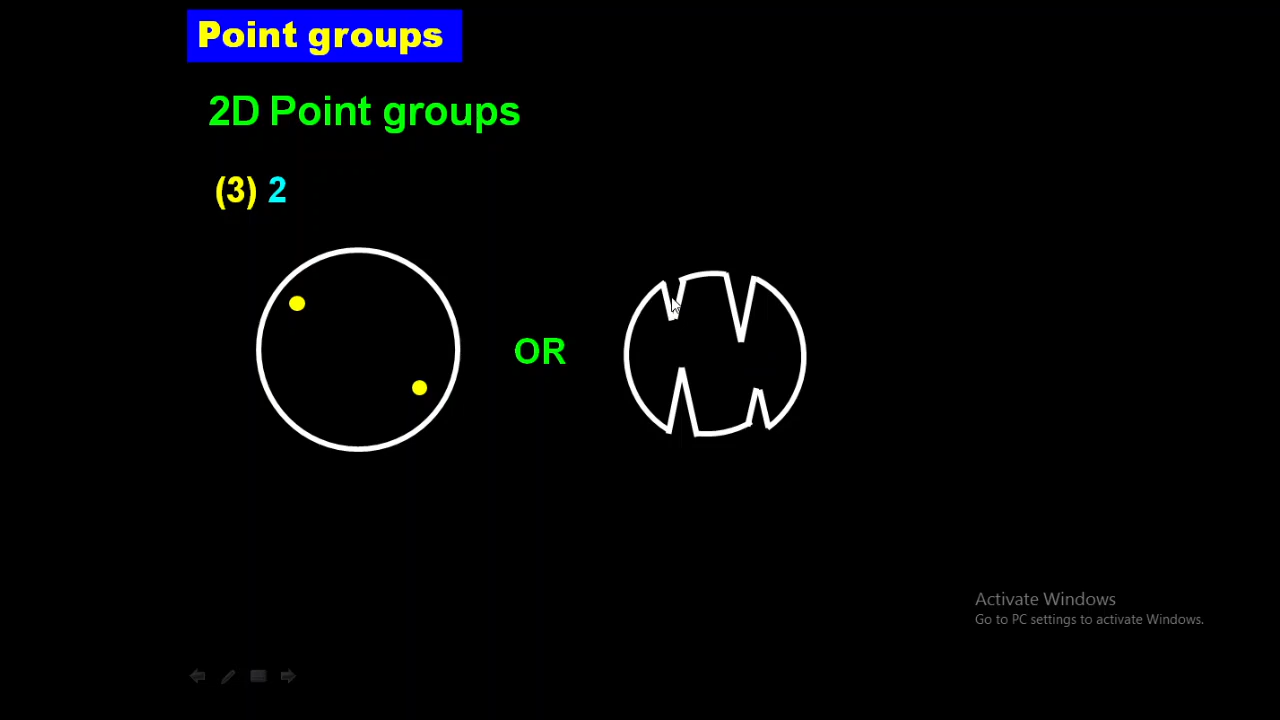 Point groups
2D Point groups
(3) 2
OR
Activate Windows
Go to PC settings to activate Windows.